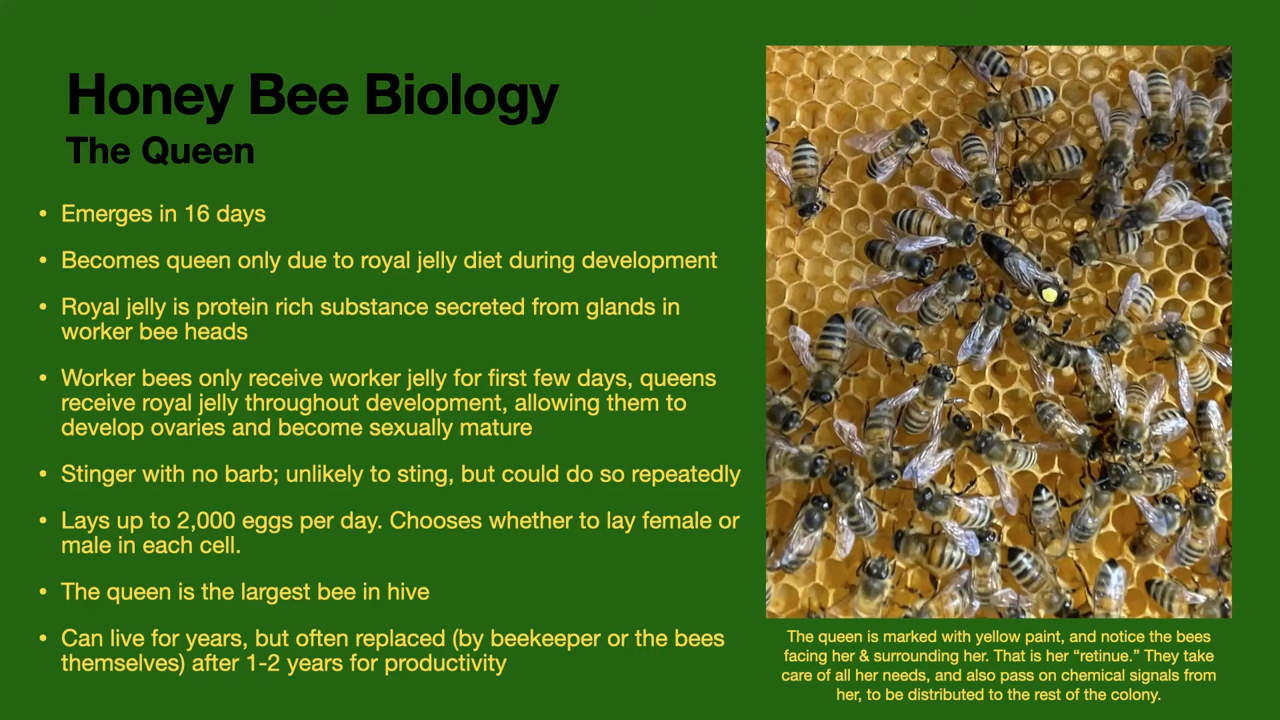 Honey Bee Biology
The Queen
• Emerges in 16 days
• Becomes queen only due to royal jelly diet during development
• Royal jelly is protein rich substance secreted from glands in
worker bee heads
• Worker bees only receive worker jelly for first few days, queens
receive royal jelly throughout development, allowing them to
develop ovaries and become sexually mature
• Stinger with no barb; unlikely to sting, but could do so repeatedly
• Lays up to 2,000 eggs per day. Chooses whether to lay female or
male in each cell.
• The queen is the largest bee in hive
• Can live for years, but often replaced (by beekeeper or the bees
themselves) after 1-2 years for productivity
The queen is marked with yellow paint, and notice the bees
facing her & surrounding her. That is her “retinue.” They take
care of all her needs, and also pass on chemical signals from
her, to be distributed to the rest of the colony.